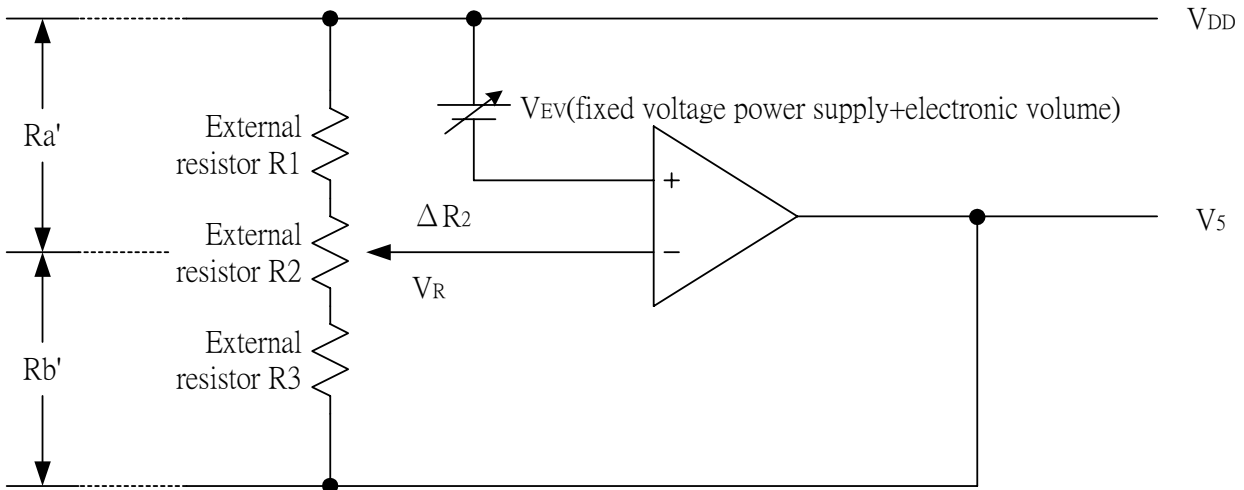 VDD
VEV(fixed voltage power supply+electronic volume)
Ra'
External
resistor R1
+
ΔR2
External
resistor R2
V5
−
VR
External
resistor R3
Rb'